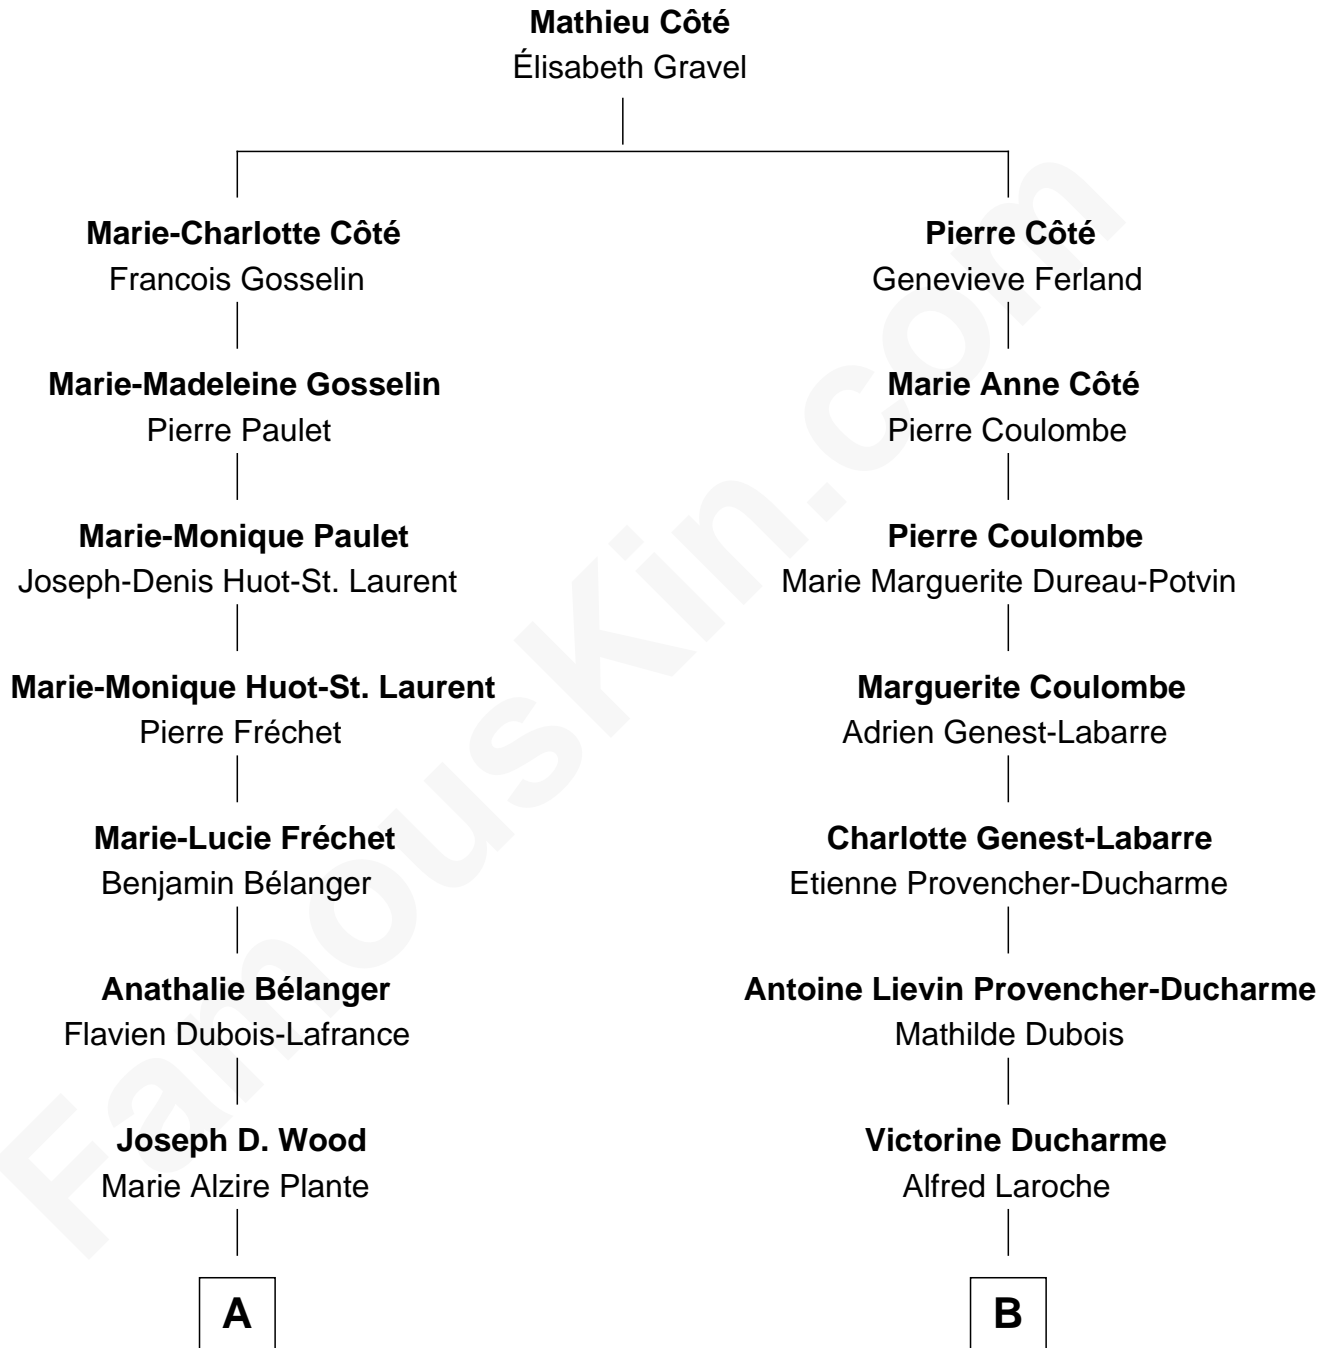 Mathieu Côté
Élisabeth Gravel
Marie-Charlotte Côté
Francois Gosselin
Pierre Côté
Genevieve Ferland
Marie-Madeleine Gosselin
Pierre Paulet
Marie Anne Côté
Pierre Coulombe
Marie-Monique Paulet
Joseph-Denis Huot-St. Laurent
Pierre Coulombe
Marie Marguerite Dureau-Potvin
Marie-Monique Huot-St. Laurent
Pierre Fréchet
Marguerite Coulombe
Adrien Genest-Labarre
Marie-Lucie Fréchet
Benjamin Bélanger
Charlotte Genest-Labarre
Etienne Provencher-Ducharme
Anathalie Bélanger
Flavien Dubois-Lafrance
Antoine Lievin Provencher-Ducharme
Mathilde Dubois
Joseph D. Wood
Marie Alzire Plante
Victorine Ducharme
Alfred Laroche
A
B
FamousKin.com